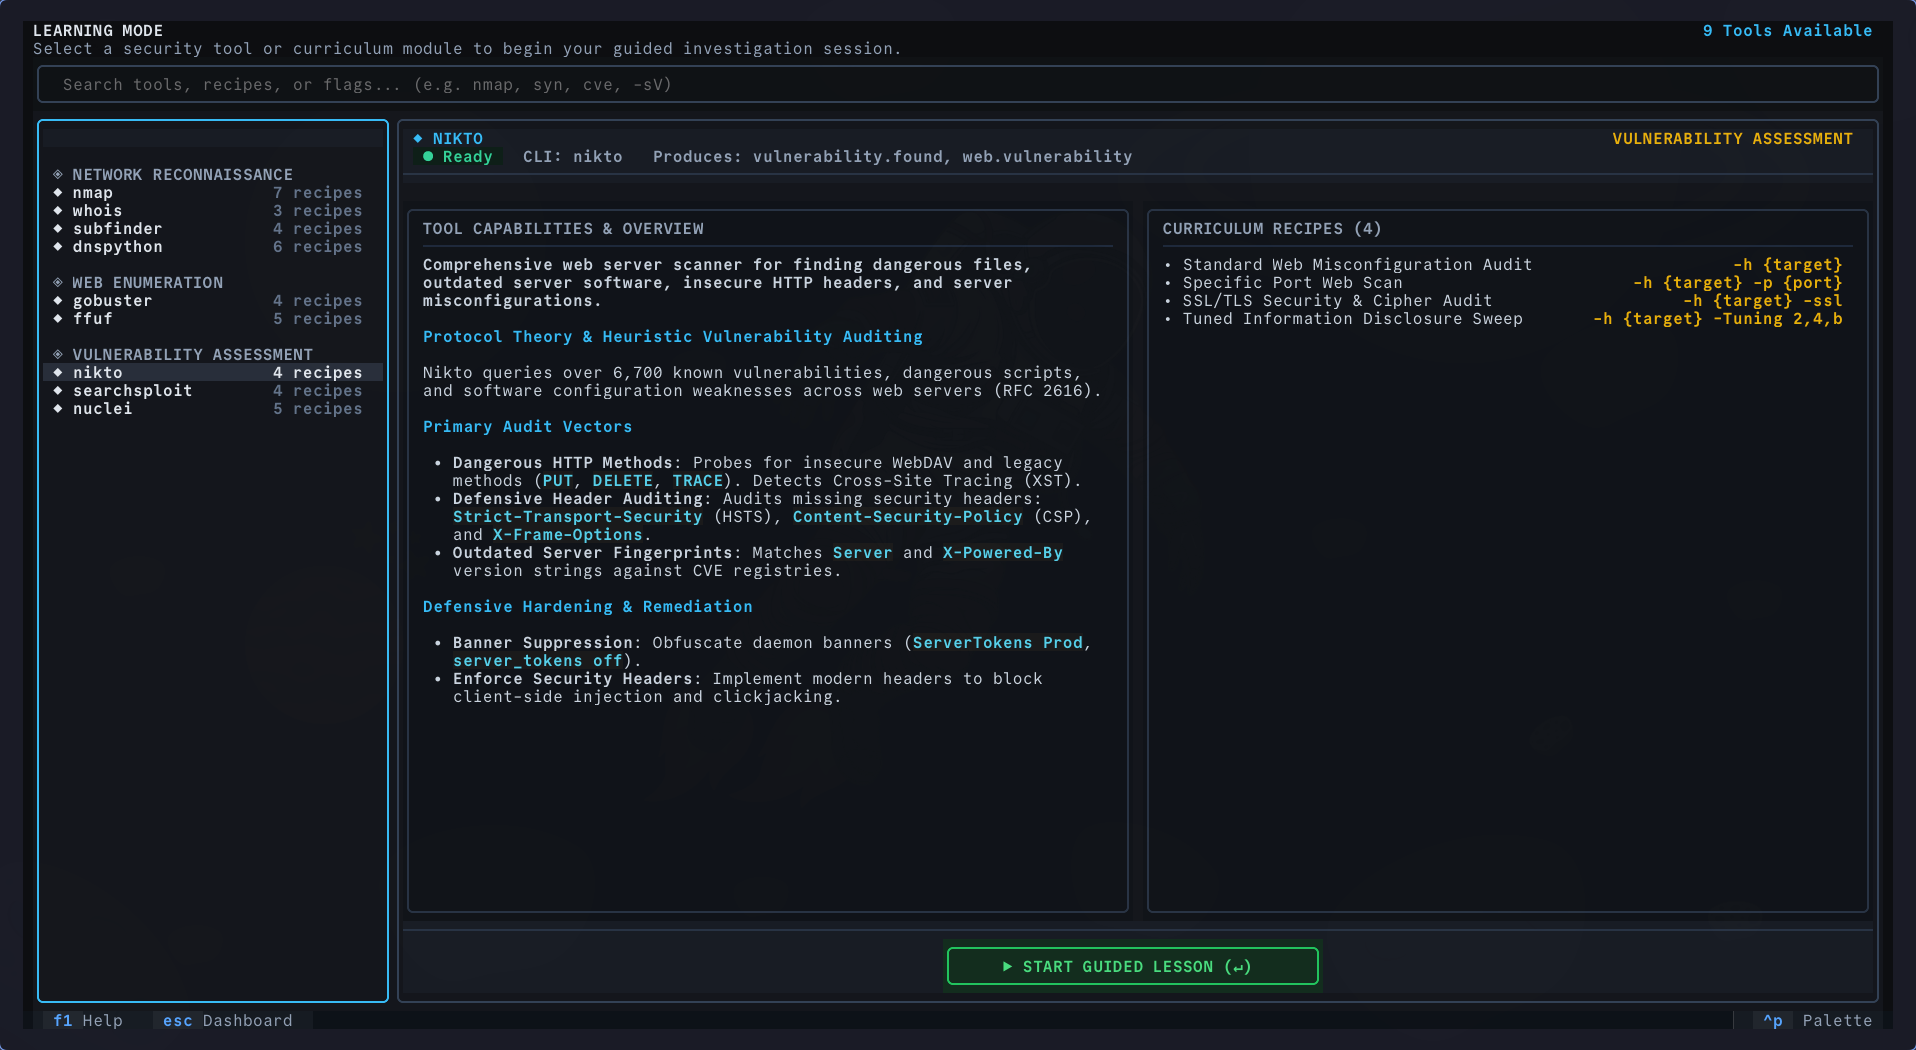 LEARNING MODE
9 Tools Available
Select a security tool or curriculum module to begin your guided investigation session.
Search tools, recipes, or flags... (e.g. nmap, syn, cve, -sV)
◈ NETWORK RECONNAISSANCE
◆ nmap 7 recipes
◆ whois 3 recipes
◆ subfinder 4 recipes
◆ dnspython 6 recipes
◈ WEB ENUMERATION
◆ gobuster 4 recipes
◆ ffuf 5 recipes
◈ VULNERABILITY ASSESSMENT
◆ nikto 4 recipes
◆ searchsploit 4 recipes
◆ nuclei 5 recipes
◆ NIKTO
VULNERABILITY ASSESSMENT
● Ready CLI: nikto Produces: vulnerability.found, web.vulnerability
TOOL CAPABILITIES & OVERVIEW
Comprehensive web server scanner for finding dangerous files,
outdated server software, insecure HTTP headers, and server
misconfigurations.
Protocol Theory & Heuristic Vulnerability Auditing
Nikto queries over 6,700 known vulnerabilities, dangerous scripts,
and software configuration weaknesses across web servers (RFC 2616).
Primary Audit Vectors
• Dangerous HTTP Methods: Probes for insecure WebDAV and legacy
methods (PUT, DELETE, TRACE). Detects Cross-Site Tracing (XST).
• Defensive Header Auditing: Audits missing security headers:
Strict-Transport-Security (HSTS), Content-Security-Policy (CSP),
and X-Frame-Options.
• Outdated Server Fingerprints: Matches Server and X-Powered-By
version strings against CVE registries.
Defensive Hardening & Remediation
• Banner Suppression: Obfuscate daemon banners (ServerTokens Prod,
server_tokens off).
• Enforce Security Headers: Implement modern headers to block
client-side injection and clickjacking.
CURRICULUM RECIPES (4)
• Standard Web Misconfiguration Audit -h {target}
• Specific Port Web Scan -h {target} -p {port}
• SSL/TLS Security & Cipher Audit -h {target} -ssl
• Tuned Information Disclosure Sweep -h {target} -Tuning 2,4,b
▶ START GUIDED LESSON (↵)
f1 Help esc Dashboard
^p Palette